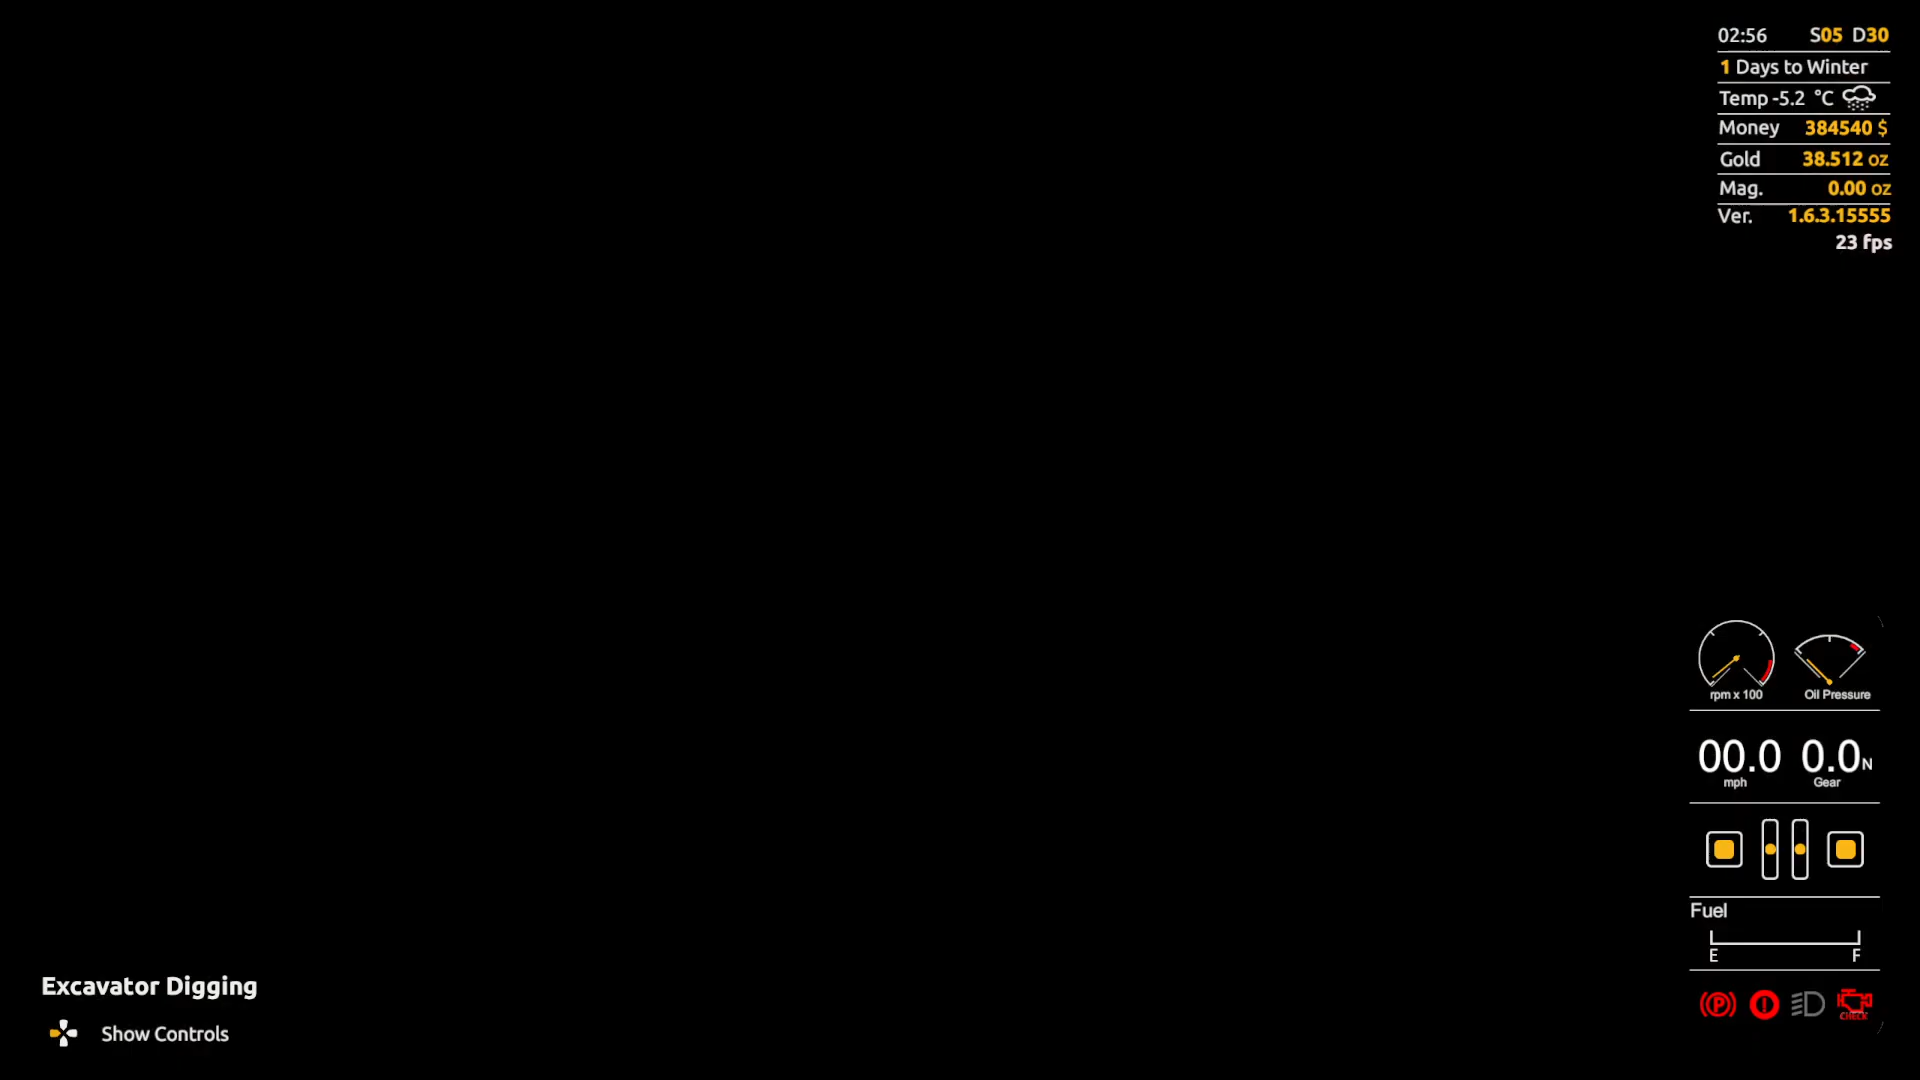 02:56 S05 D30
1 Days to Winter
Temp -5.2 °C
Money 384540 $
Gold 38.512 oz
Mag. 0.00 oz
Ver. 1.6.3.15555
23 fps
rpm x 100 Oil Pressure
00.0 0.0N
mph Gear
Fuel
E F
Excavator Digging
Show Controls
P ! CHECK